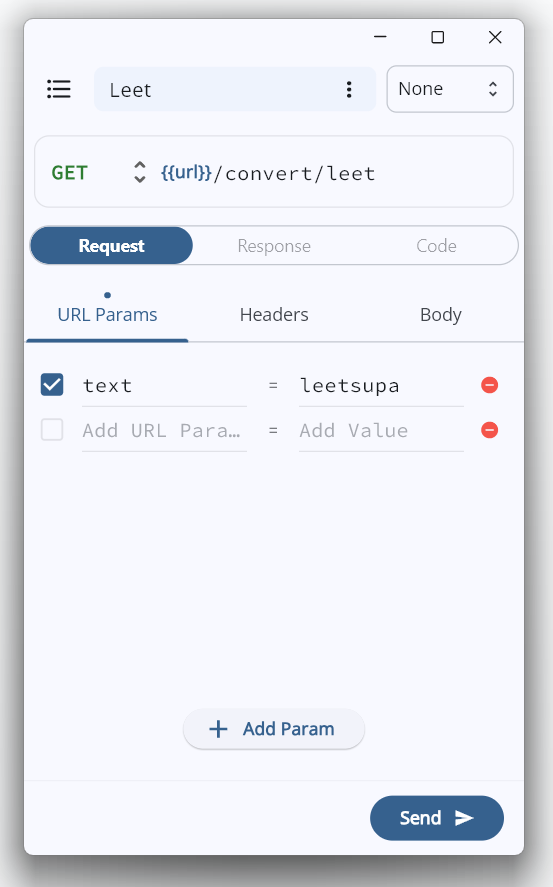 Leet
None
GET {{url}}/convert/leet
Request Response Code
URL Params Headers Body
text = leetsupa
Add URL Para… = Add Value
Add Param
Send